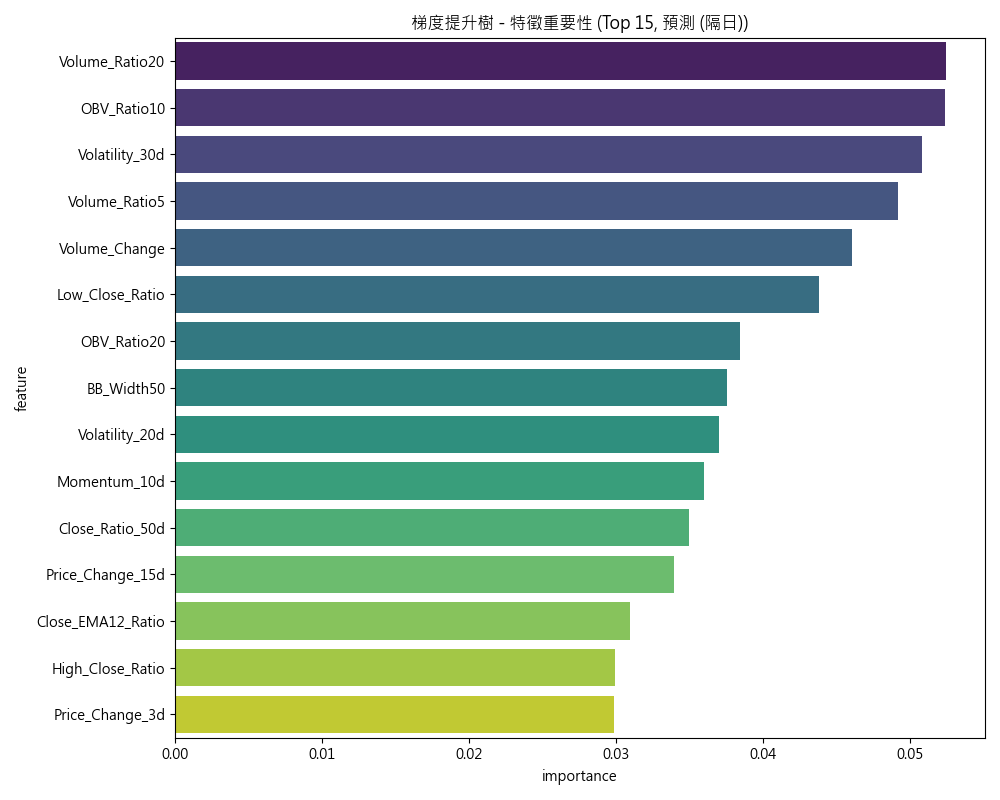 梯度提升樹 - 特徵重要性 (Top 15, 預測 (隔日))
feature
Volume_Ratio20
OBV_Ratio10
Volatility_30d
Volume_Ratio5
Volume_Change
Low_Close_Ratio
OBV_Ratio20
BB_Width50
Volatility_20d
Momentum_10d
Close_Ratio_50d
Price_Change_15d
Close_EMA12_Ratio
High_Close_Ratio
Price_Change_3d
0.00 0.01 0.02 0.03 0.04 0.05
importance